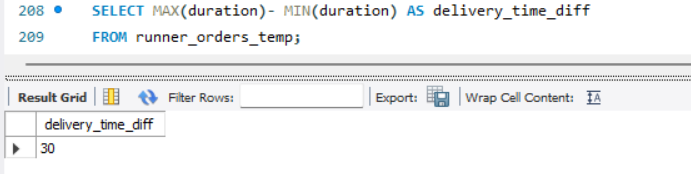 208 SELECT MAX(duration)- MIN(duration) AS delivery_time_diff
209 FROM runner_orders_temp;
Result Grid Filter Rows: Export: Wrap Cell Content: IA
delivery_time_diff
30